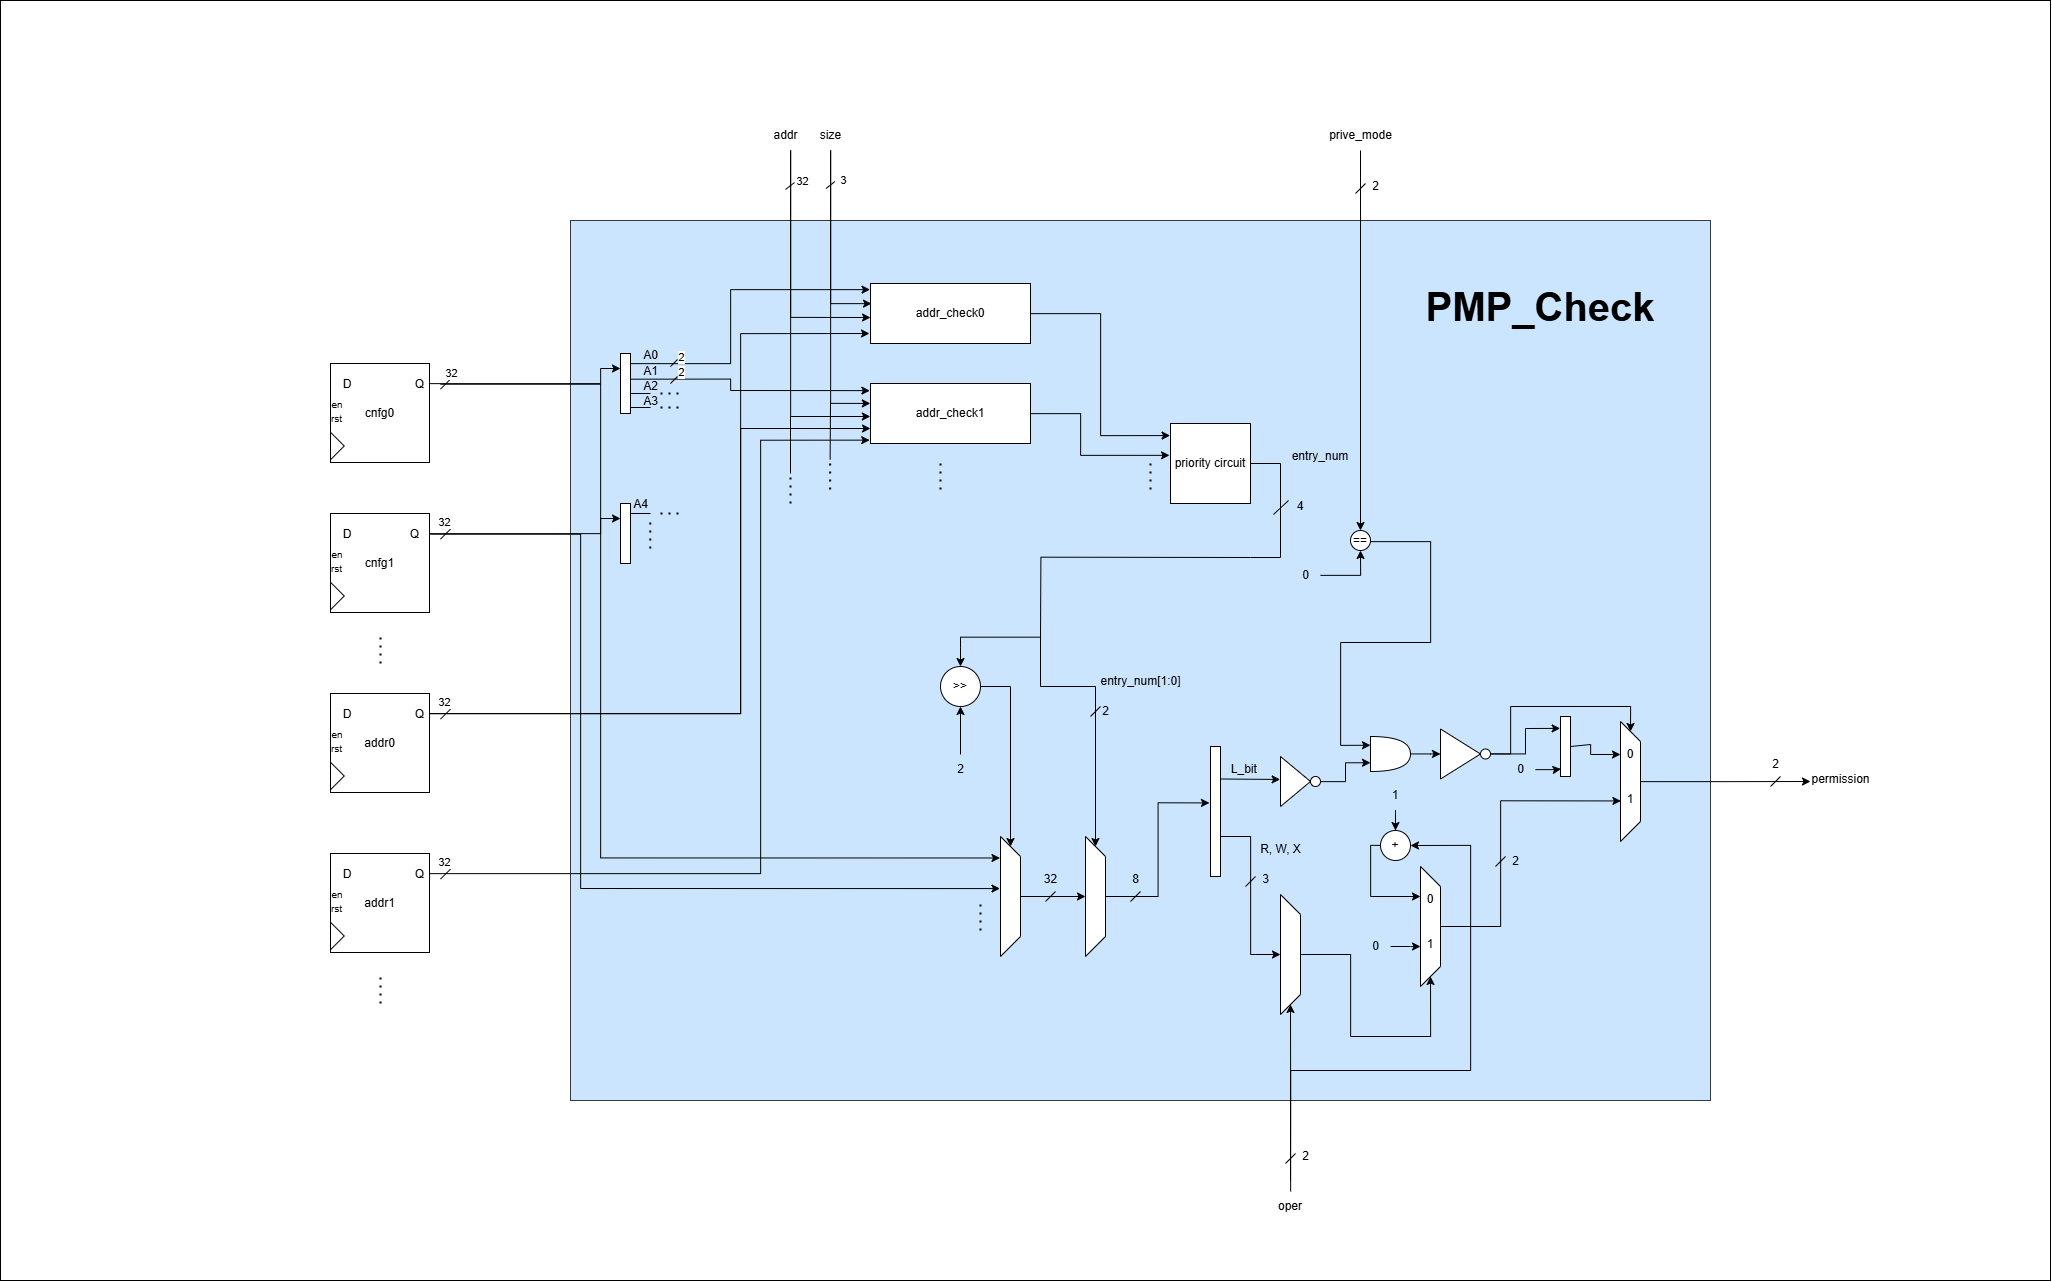 addr
size
prive_mode
32
3
2
PMP_Check
addr_check0
A0
2
A1
2
A2
A3
32
D
Q
en
rst
cnfg0
addr_check1
priority circuit
entry_num
4
A4
32
D
Q
en
rst
cnfg1
==
0
>>
2
entry_num[1:0]
2
32
D
Q
en
rst
addr0
L_bit
0
0
1
2
permission
1
+
R, W, X
3
2
32
D
Q
en
rst
addr1
32
8
0
1
0
2
oper